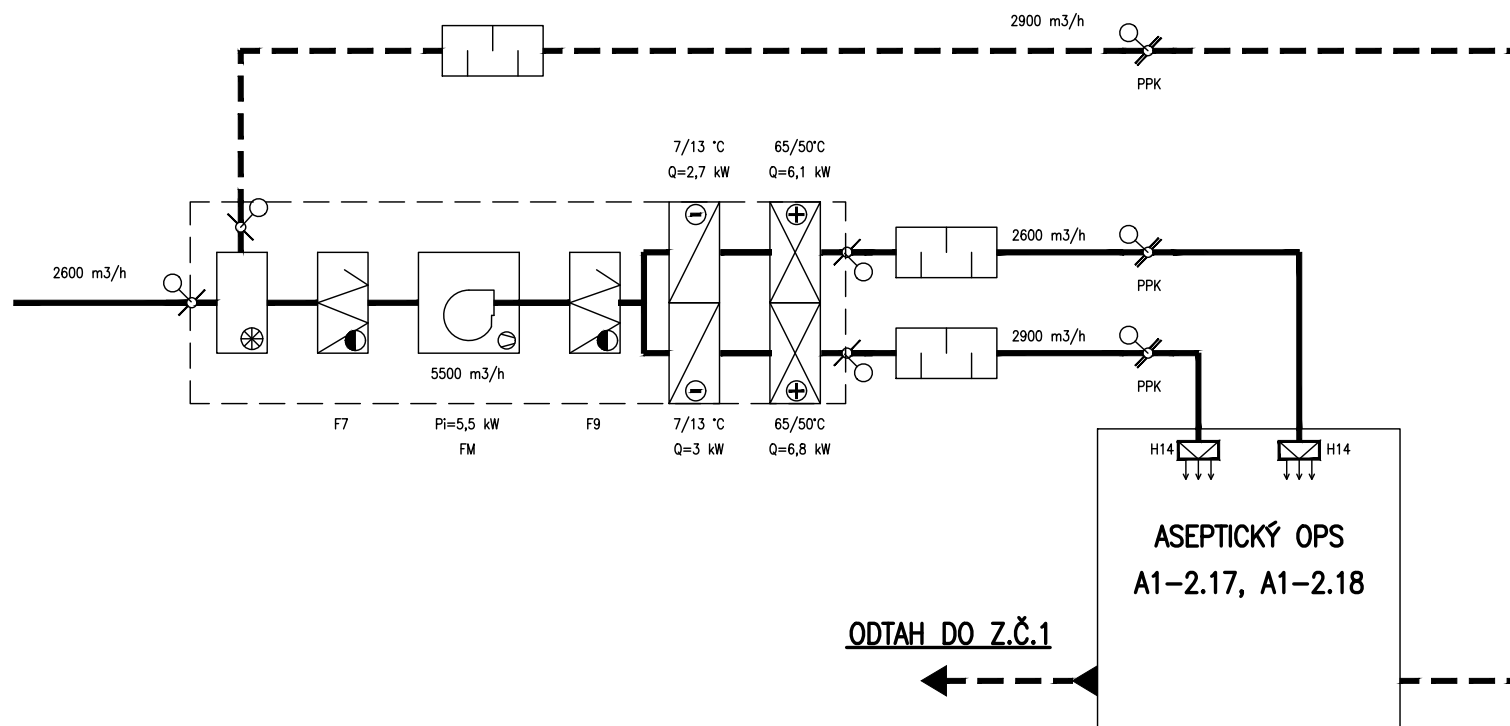 2900 m3/h
PPK
7/13 °C
Q=2,7 kW
65/50°C
Q=6,1 kW
2600 m3/h
2600 m3/h
PPK
2900 m3/h
PPK
5500 m3/h
F7
Pi=5,5 kW
FM
F9
7/13 °C
Q=3 kW
65/50°C
Q=6,8 kW
H14
H14
ASEPTICKÝ OPS
A1-2.17, A1-2.18
ODTAH DO Z.Č.1